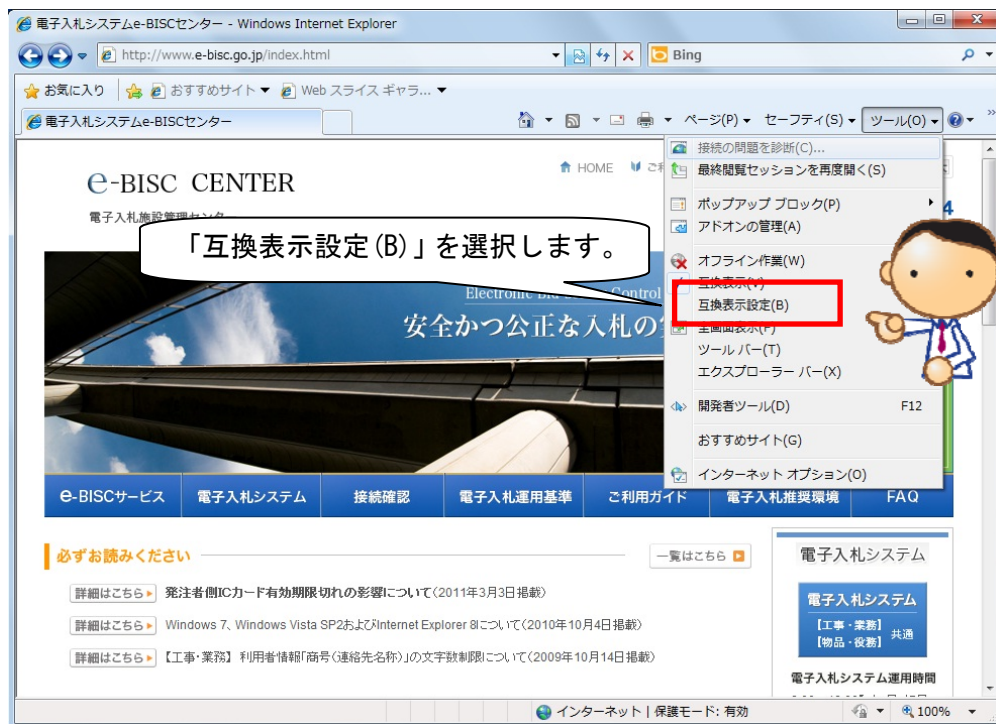 電子入札システムe-BISCセンター - Windows Internet Explorer
http://www.e-bisc.go.jp/index.html
Bing
お気に入り おすすめサイト ▼ Web スライス ギャラ... ▼
電子入札システムe-BISCセンター
ページ(P) ▼ セーフティ(S) ▼ ツール(O) ▼
e-BISC CENTER
HOME
電子入札施設管理センター
「互換表示設定(B)」を選択します。
Electronic Bid
Control
安全かつ公正な入札の
接続の問題を診断(C)...
最終閲覧セッションを再度開く(S)
ポップアップ ブロック(P)
アドオンの管理(A)
オフライン作業(W)
互換表示(V)
互換表示設定(B)
全画面表示(F)
ツール バー(T)
エクスプローラー バー(X)
開発者ツール(D) F12
おすすめサイト(G)
インターネット オプション(O)
4
e-BISCサービス 電子入札システム 接続確認 電子入札運用基準 ご利用ガイド 電子入札推奨環境 FAQ
必ずお読みください
一覧はこちら
詳細はこちら 発注者側ICカード有効期限切れの影響について(2011年3月3日掲載)
詳細はこちら Windows 7、Windows Vista SP2およびInternet Explorer 8について(2010年10月4日掲載)
詳細はこちら 【工事・業務】 利用者情報「商号(連絡先名称)」の文字数制限について(2009年10月14日掲載)
電子入札システム
電子入札システム
【工事・業務】
【物品・役務】 共通
電子入札システム運用時間
インターネット | 保護モード: 有効
100%